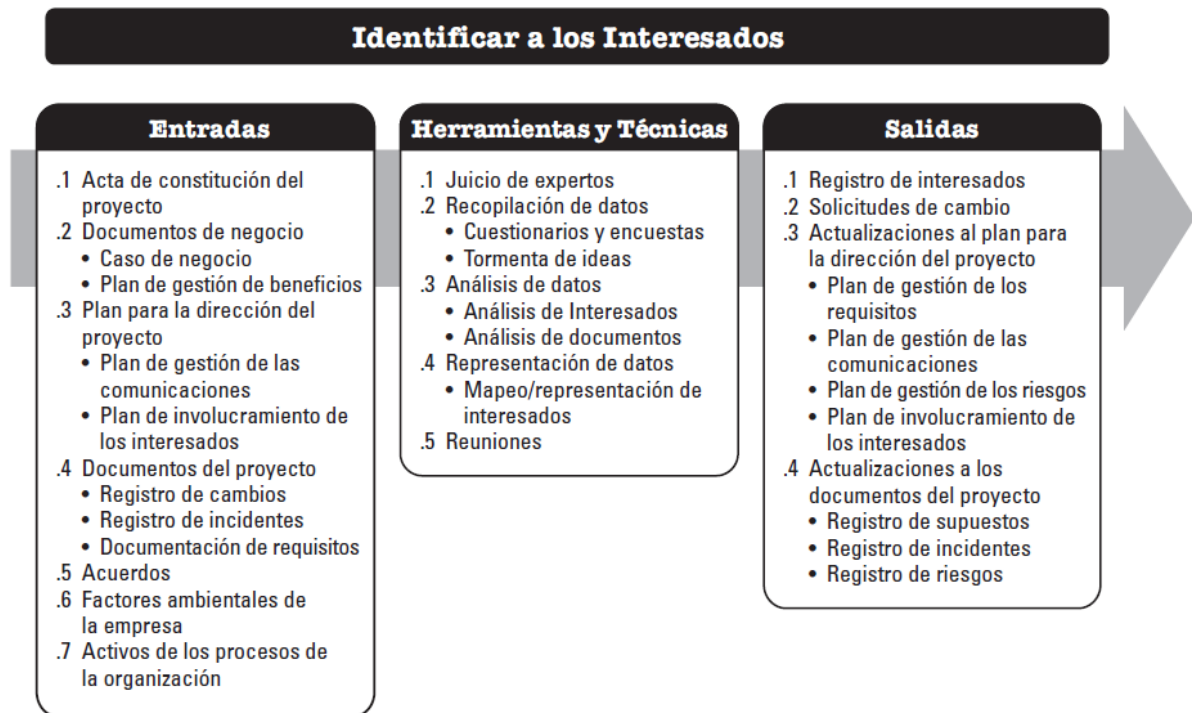 Identificar a los Interesados
Entradas
.1 Acta de constitución del
proyecto
.2 Documentos de negocio
• Caso de negocio
• Plan de gestión de beneficios
.3 Plan para la dirección del
proyecto
• Plan de gestión de las
comunicaciones
• Plan de involucramiento de
los interesados
.4 Documentos del proyecto
• Registro de cambios
• Registro de incidentes
• Documentación de requisitos
.5 Acuerdos
.6 Factores ambientales de
la empresa
.7 Activos de los procesos de
la organización
Herramientas y Técnicas
.1 Juicio de expertos
.2 Recopilación de datos
• Cuestionarios y encuestas
• Tormenta de ideas
.3 Análisis de datos
• Análisis de Interesados
• Análisis de documentos
.4 Representación de datos
• Mapeo/representación de
interesados
.5 Reuniones
Salidas
.1 Registro de interesados
.2 Solicitudes de cambio
.3 Actualizaciones al plan para
la dirección del proyecto
• Plan de gestión de los
requisitos
• Plan de gestión de las
comunicaciones
• Plan de gestión de los riesgos
• Plan de involucramiento de
los interesados
.4 Actualizaciones a los
documentos del proyecto
• Registro de supuestos
• Registro de incidentes
• Registro de riesgos